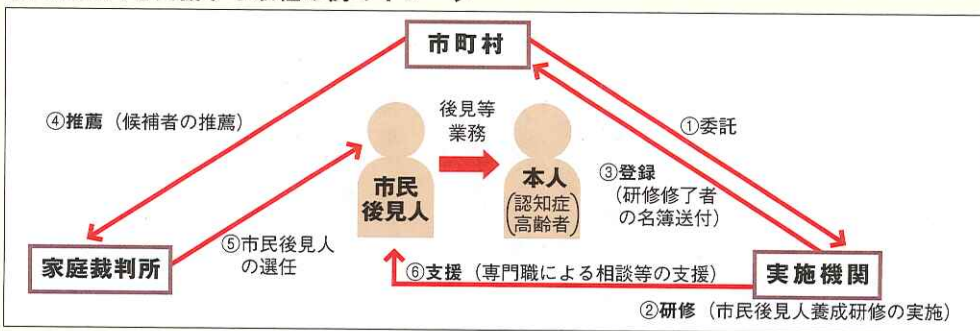 市町村
④推薦(候補者の推薦)
後見等
業務
①委託
③登録
(研修修了者
の名簿送付)
市民
後見人
本人
(認知症
高齢者)
⑤市民後見人
の選任
家庭裁判所
⑥支援(専門職による相談等の支援)
実施機関
②研修(市民後見人養成研修の実施)